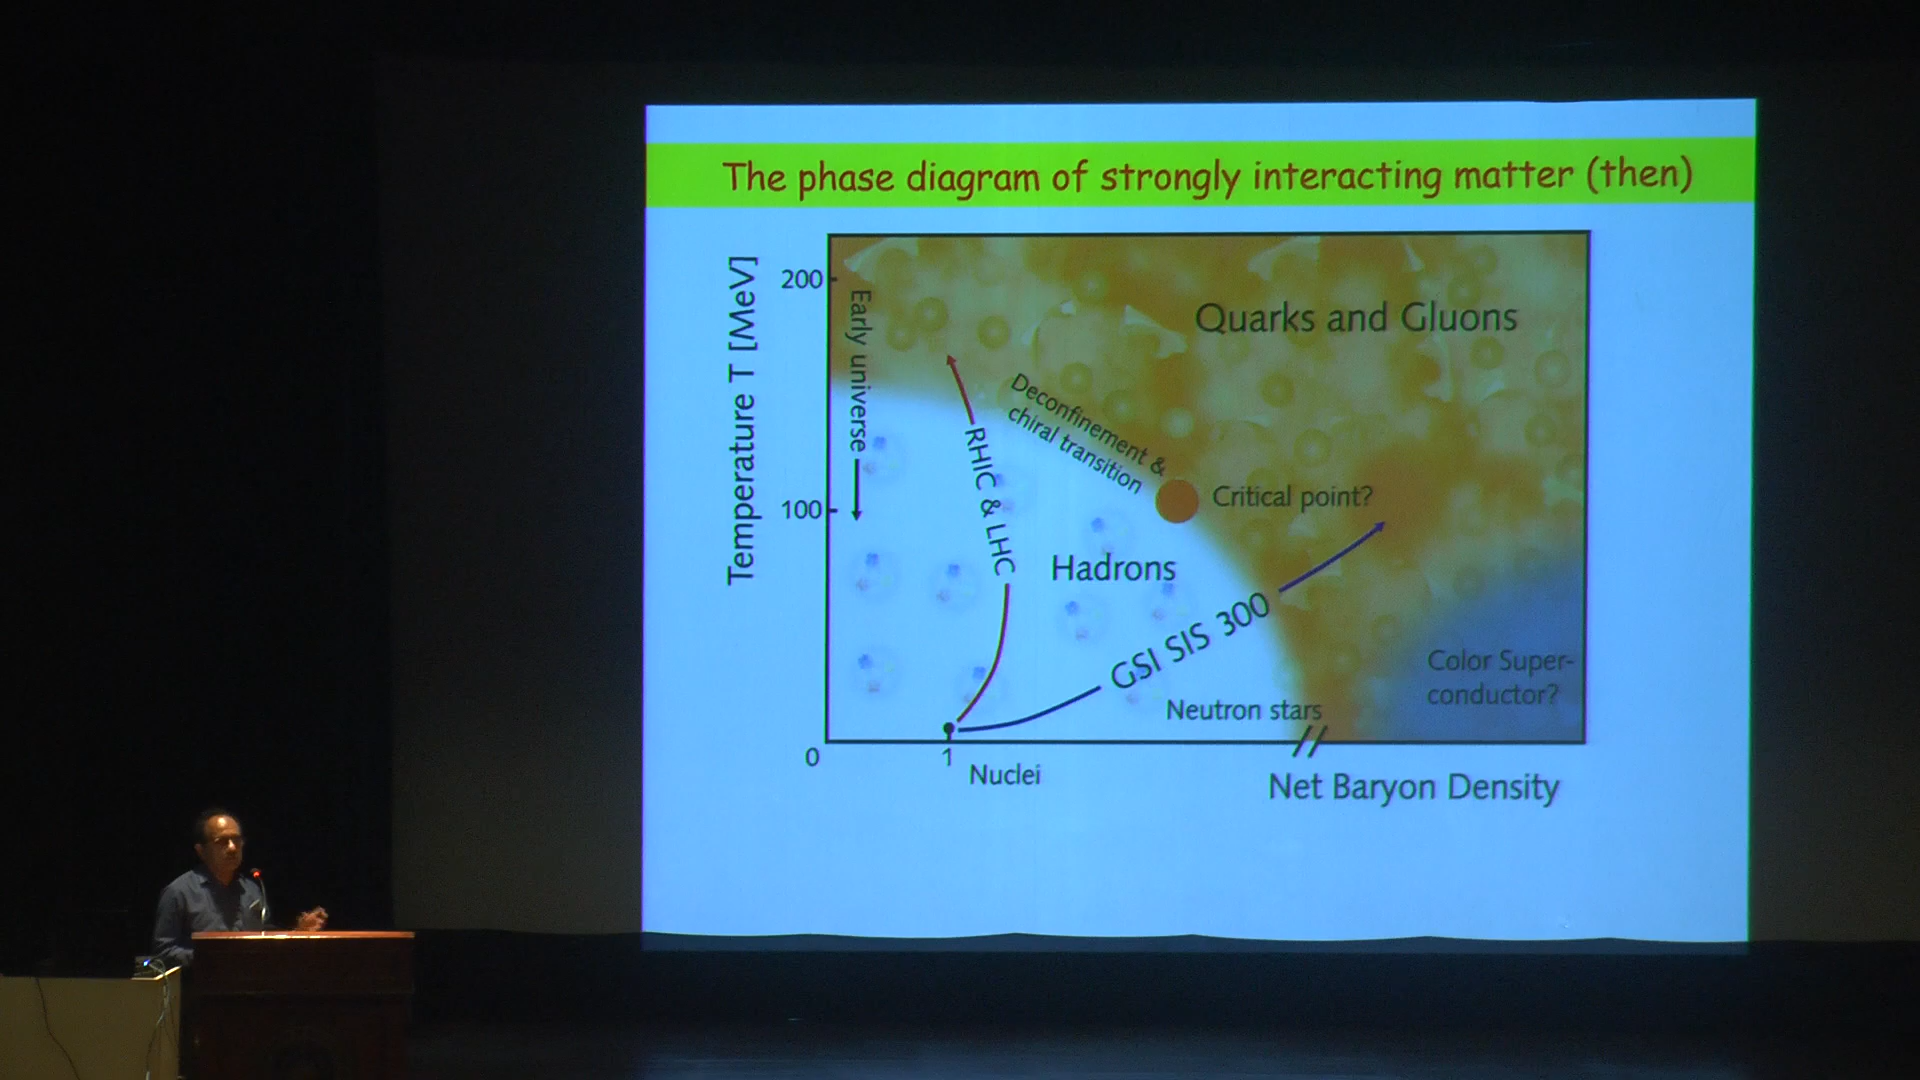 The phase diagram of strongly interacting matter (then)
Temperature T [MeV]
200
100
0
Early universe
RHIC & LHC
Deconfinement &
chiral transition
Quarks and Gluons
Critical point?
Hadrons
GSI SIS 300
Color Super-
conductor?
Neutron stars
1
Nuclei
Net Baryon Density